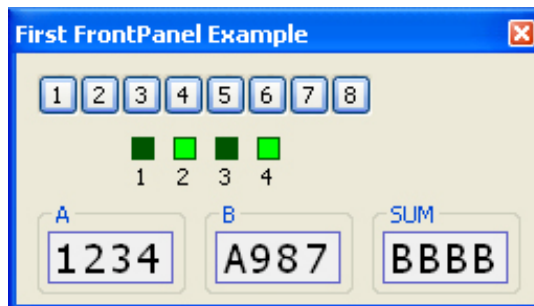 First FrontPanel Example
1 2 3 4 5 6 7 8
1 2 3 4
A B SUM
1234 A987 BBBB